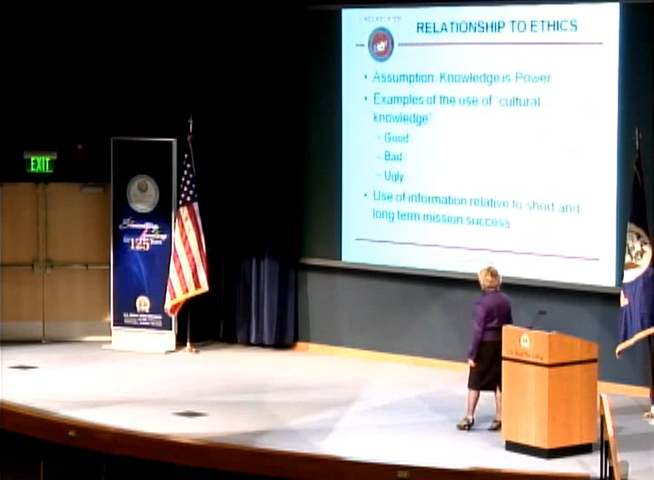 RELATIONSHIP TO ETHICS
• Assumption: Knowledge is Power
• Examples of the use of "cultural
knowledge"
– Good
– Bad
– Ugly
• Use of information relative to short and
long term mission success
EXIT
125